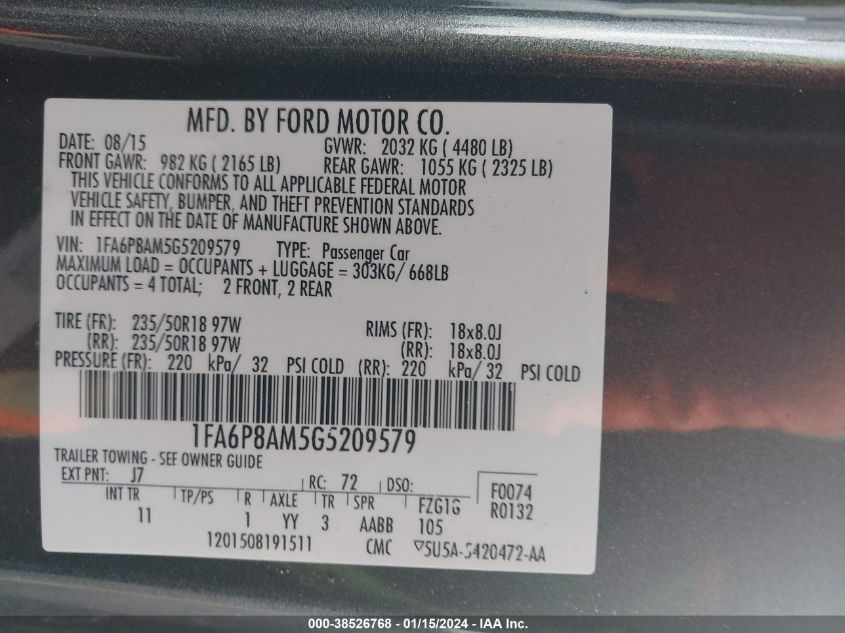 MFD. BY FORD MOTOR CO.
DATE: 08/15 GVWR: 2032 KG ( 4480 LB)
FRONT GAWR: 982 KG ( 2165 LB) REAR GAWR: 1055 KG ( 2325 LB)
THIS VEHICLE CONFORMS TO ALL APPLICABLE FEDERAL MOTOR
VEHICLE SAFETY, BUMPER, AND THEFT PREVENTION STANDARDS
IN EFFECT ON THE DATE OF MANUFACTURE SHOWN ABOVE.
VIN: 1FA6P8AM5G5209579 TYPE: Passenger Car
MAXIMUM LOAD = OCCUPANTS + LUGGAGE = 303KG/ 668LB
OCCUPANTS = 4 TOTAL; 2 FRONT, 2 REAR
TIRE (FR): 235/50R18 97W RIMS (FR): 18x8.0J
(RR): 235/50R18 97W (RR): 18x8.0J
PRESSURE (FR): 220 kPa/ 32 PSI COLD (RR): 220 kPa/ 32 PSI COLD
1FA6P8AM5G5209579
TRAILER TOWING - SEE OWNER GUIDE
EXT PNT: J7 RC: 72 DSO: F0074
INT TR TP/PS R AXLE TR SPR FZG1G R0132
11 1 YY 3 AABB 105
1201508191511 CMC ▽SU5A-5420472-AA
000-38526768 - 01/15/2024 - IAA Inc.